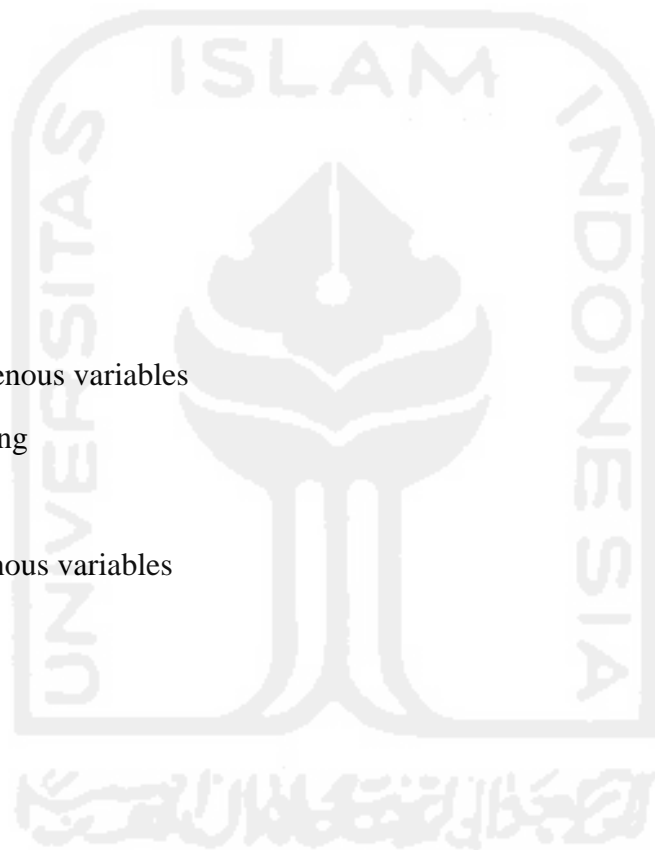 ISLAM
UNIVERSITAS
INDONESIA
enous variables
ng
nous variables